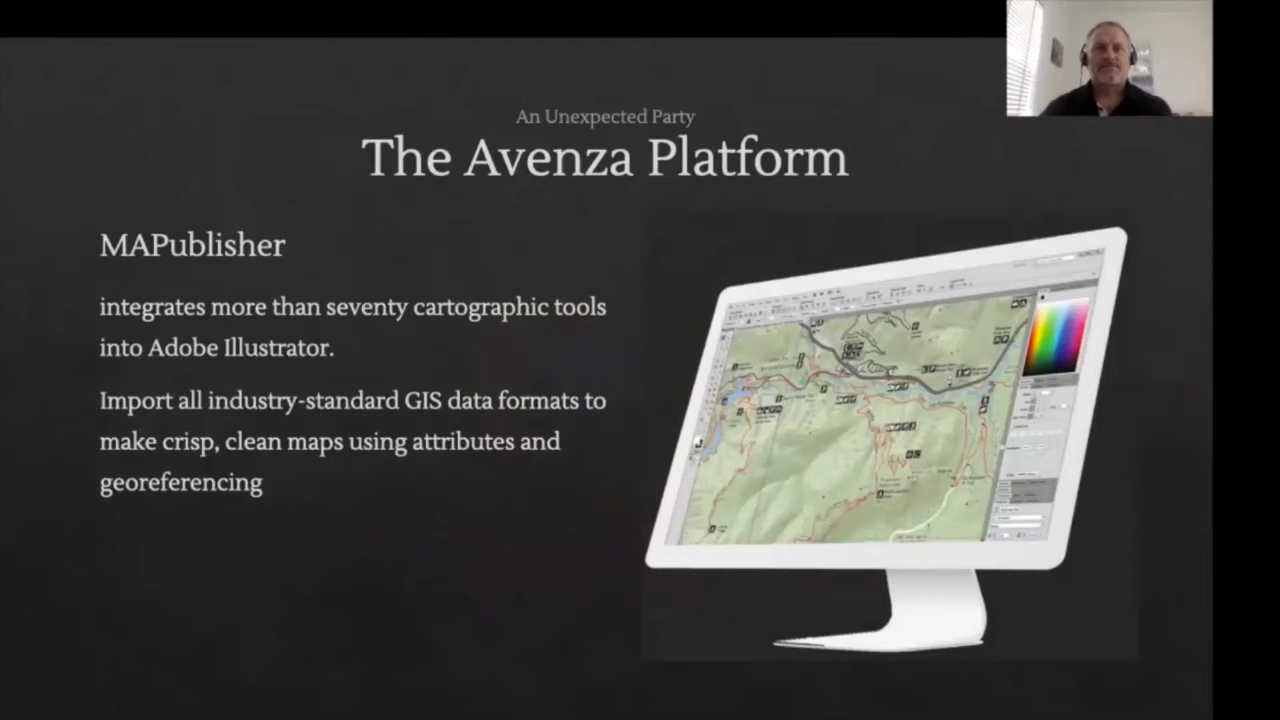 An Unexpected Party
The Avenza Platform
MAPublisher
integrates more than seventy cartographic tools
into Adobe Illustrator.
Import all industry-standard GIS data formats to
make crisp, clean maps using attributes and
georeferencing